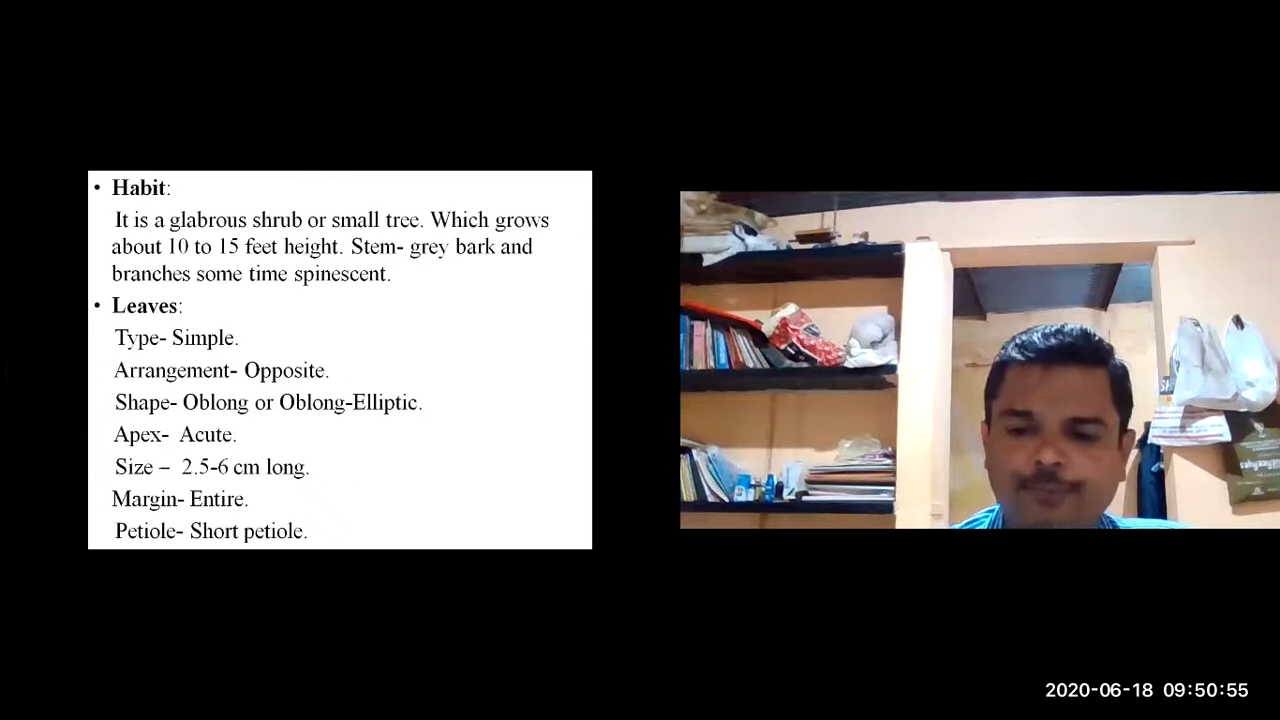 • Habit:
It is a glabrous shrub or small tree. Which grows
about 10 to 15 feet height. Stem- grey bark and
branches some time spinescent.
• Leaves:
Type- Simple.
Arrangement- Opposite.
Shape- Oblong or Oblong-Elliptic.
Apex- Acute.
Size – 2.5-6 cm long.
Margin- Entire.
Petiole- Short petiole.
2020-06-18 09:50:55